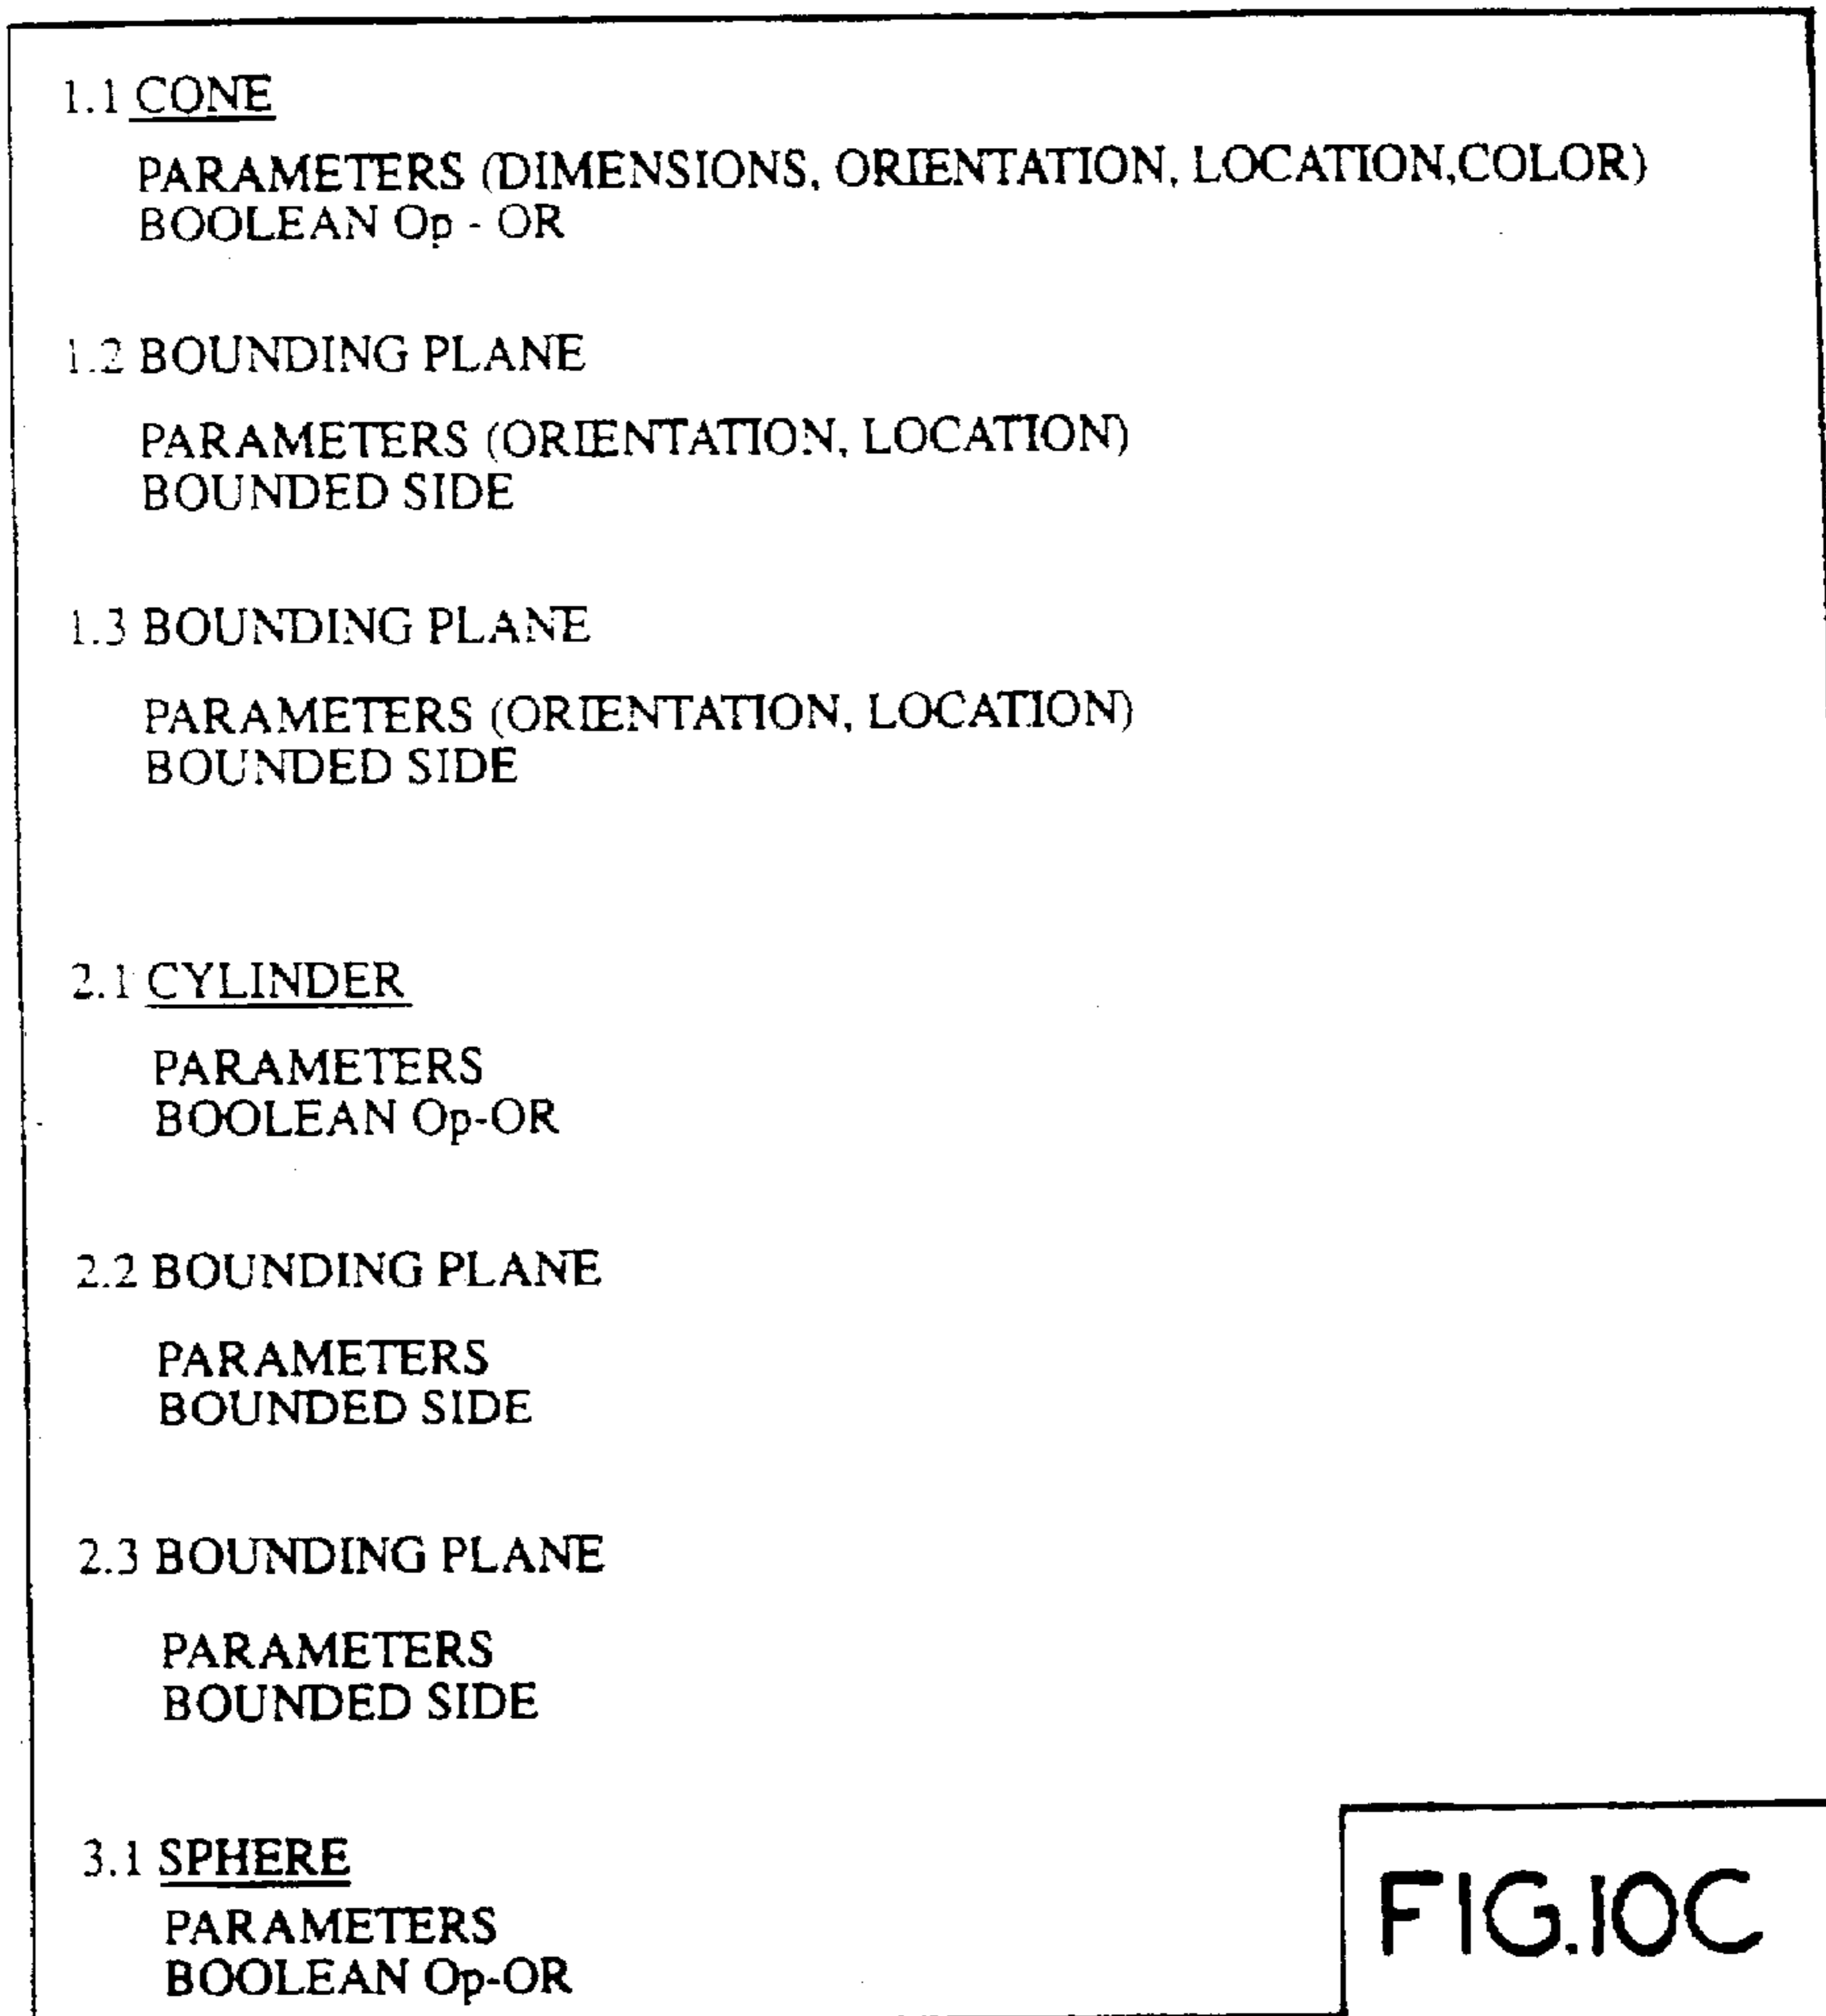 1.1 CONE
PARAMETERS (DIMENSIONS, ORIENTATION, LOCATION,COLOR)
BOOLEAN Op - OR
1.2 BOUNDING PLANE
PARAMETERS (ORIENTATION, LOCATION)
BOUNDED SIDE
1.3 BOUNDING PLANE
PARAMETERS (ORIENTATION, LOCATION)
BOUNDED SIDE
2.1 CYLINDER
PARAMETERS
BOOLEAN Op-OR
2.2 BOUNDING PLANE
PARAMETERS
BOUNDED SIDE
2.3 BOUNDING PLANE
PARAMETERS
BOUNDED SIDE
3.1 SPHERE
PARAMETERS
BOOLEAN Op-OR
FIG.10C